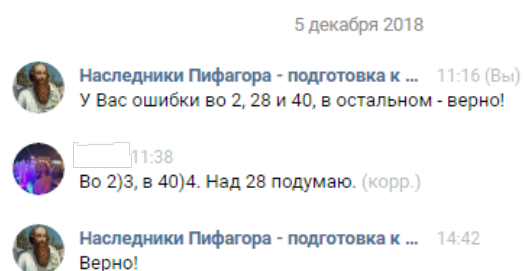 5 декабря 2018
Наследники Пифагора - подготовка к ... 11:16 (Вы)
У Вас ошибки во 2, 28 и 40, в остальном - верно!
11:38
Во 2)3, в 40)4. Над 28 подумаю. (корр.)
Наследники Пифагора - подготовка к ... 14:42
Верно!